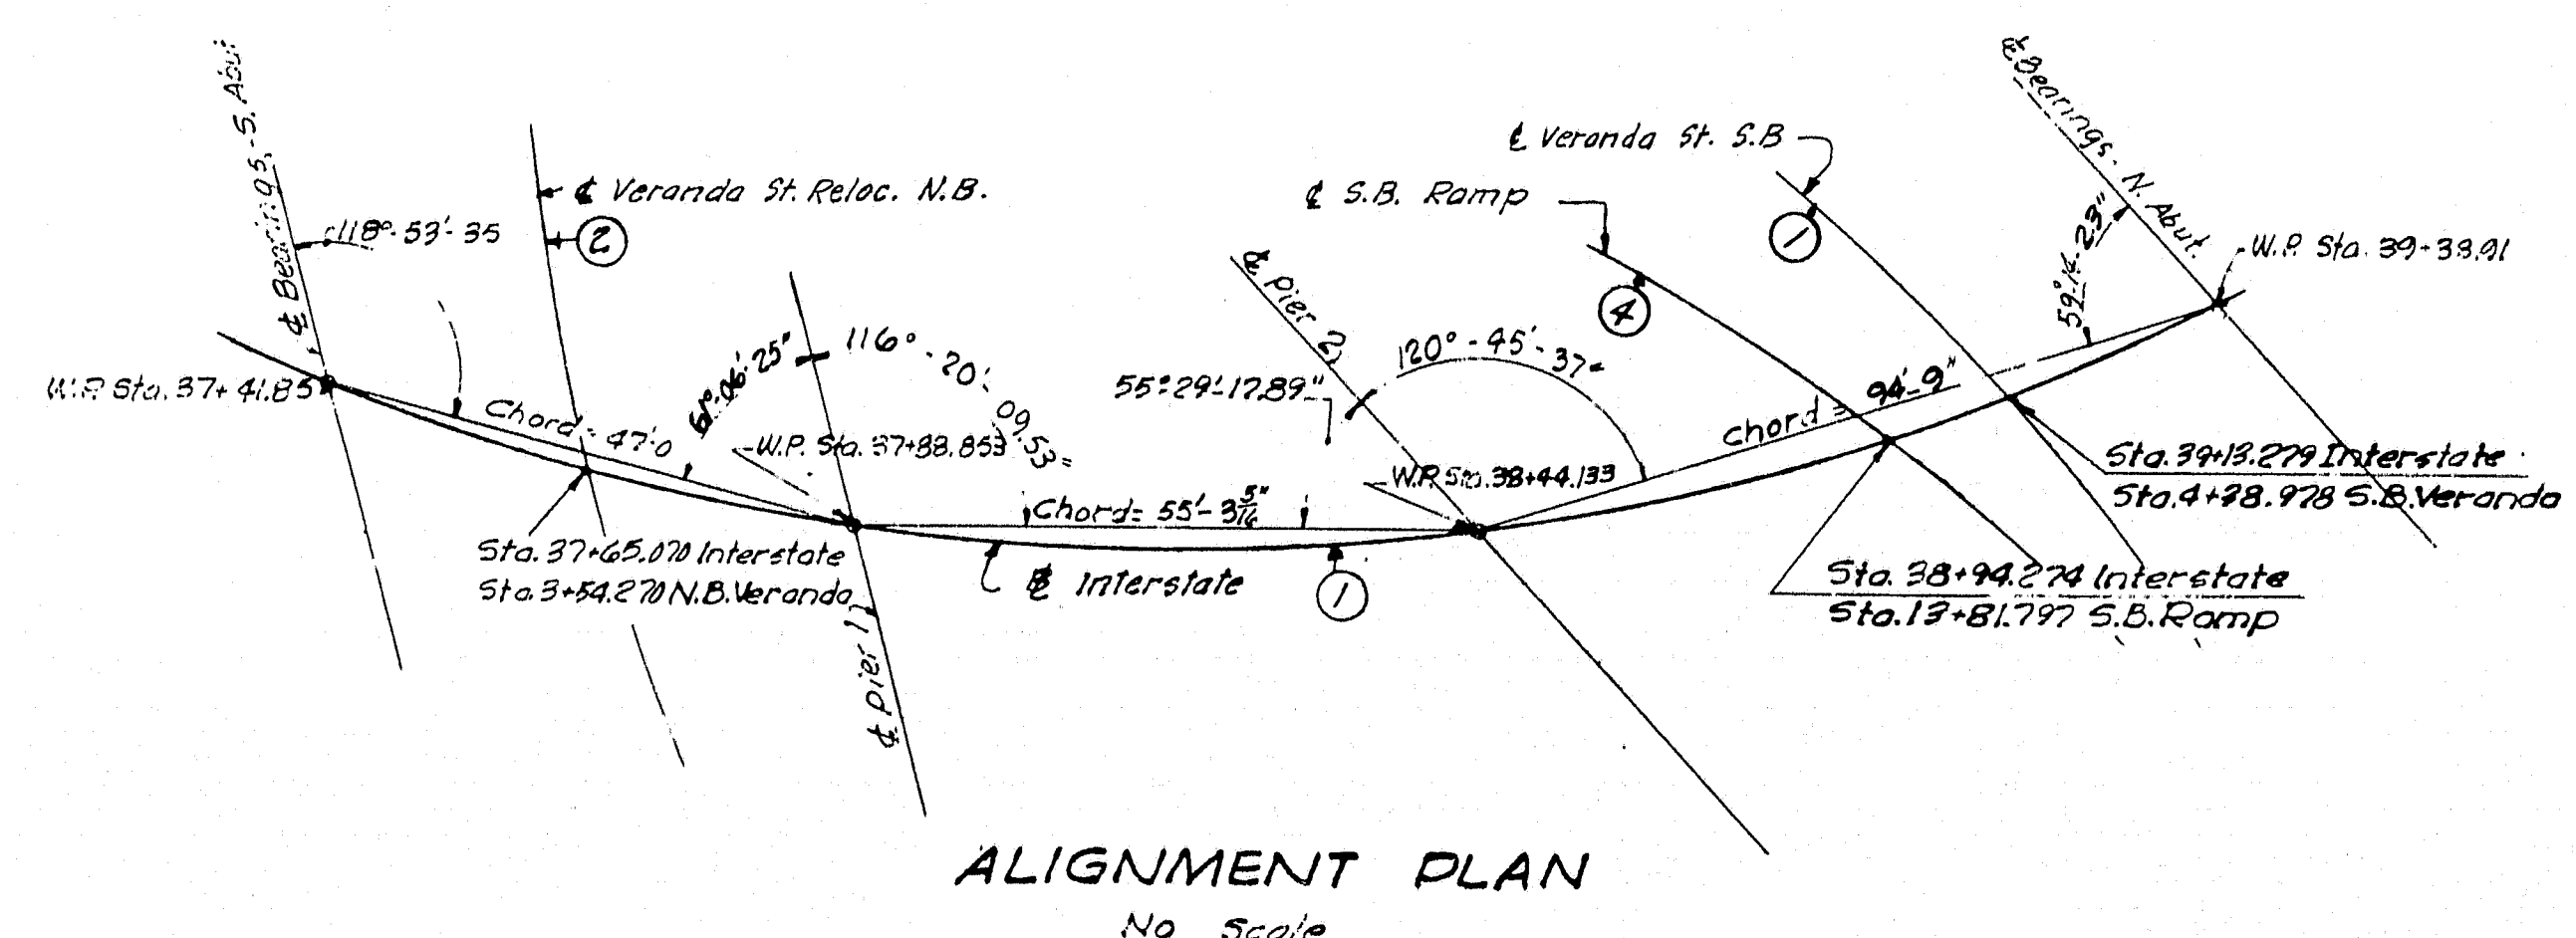 ℄ Bearings - S. Abut
118°-53'-35
℄ Veranda St. Reloc. N.B.
2
W.P. Sta. 37+41.85
Chord = 47'-0
61°-06'-25"
116°-20'-09.53"
W.P. Sta. 37+88.853
Sta. 37+65.070 Interstate
Sta. 3+54.270 N.B. Veranda
℄ Pier 1
Chord = 55'-3 5/16"
℄ Interstate
1
℄ Pier 2
55°29'-17.89"
120°-45'-37"
W.P. Sta. 38+44.133
℄ S.B. Ramp
4
℄ Veranda St. S.B
1
Chord = 94'-9"
℄ Bearings - N. Abut.
59°-14'-23"
W.P. Sta. 39+38.91
Sta. 39+13.279 Interstate
S.B. Veranda
Sta. 38+94.274 Interstate
Sta. 13+81.797 S.B. Ramp
ALIGNMENT PLAN
No Scale